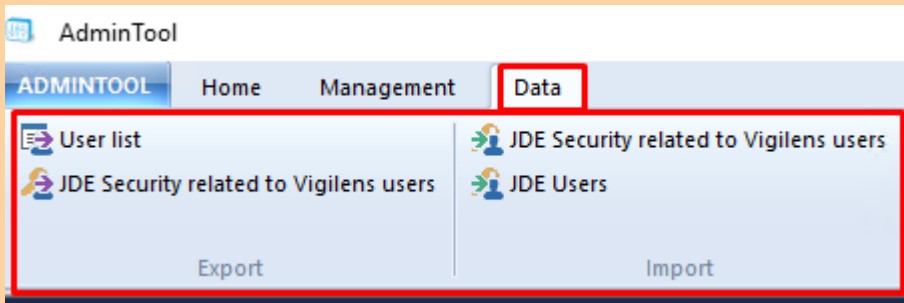 AdminTool
ADMINTOOL Home Management Data
User list
JDE Security related to Vigilens users
Export
JDE Security related to Vigilens users
JDE Users
Import